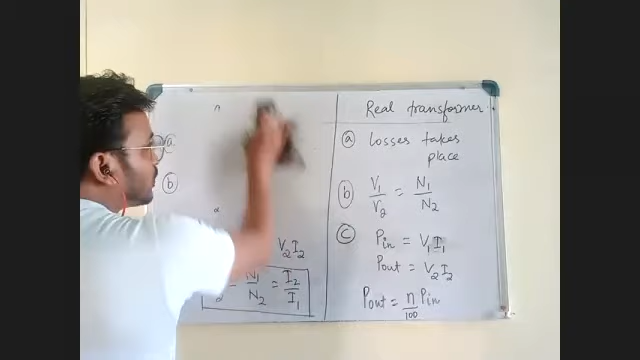 (a)
(b)
V2I2
N1/N2 = I2/I1
Real transformer
(a) losses takes
place
(b) V1/V2 = N1/N2
(c) Pin = V1I1
Pout = V2I2
Pout = η/100 Pin